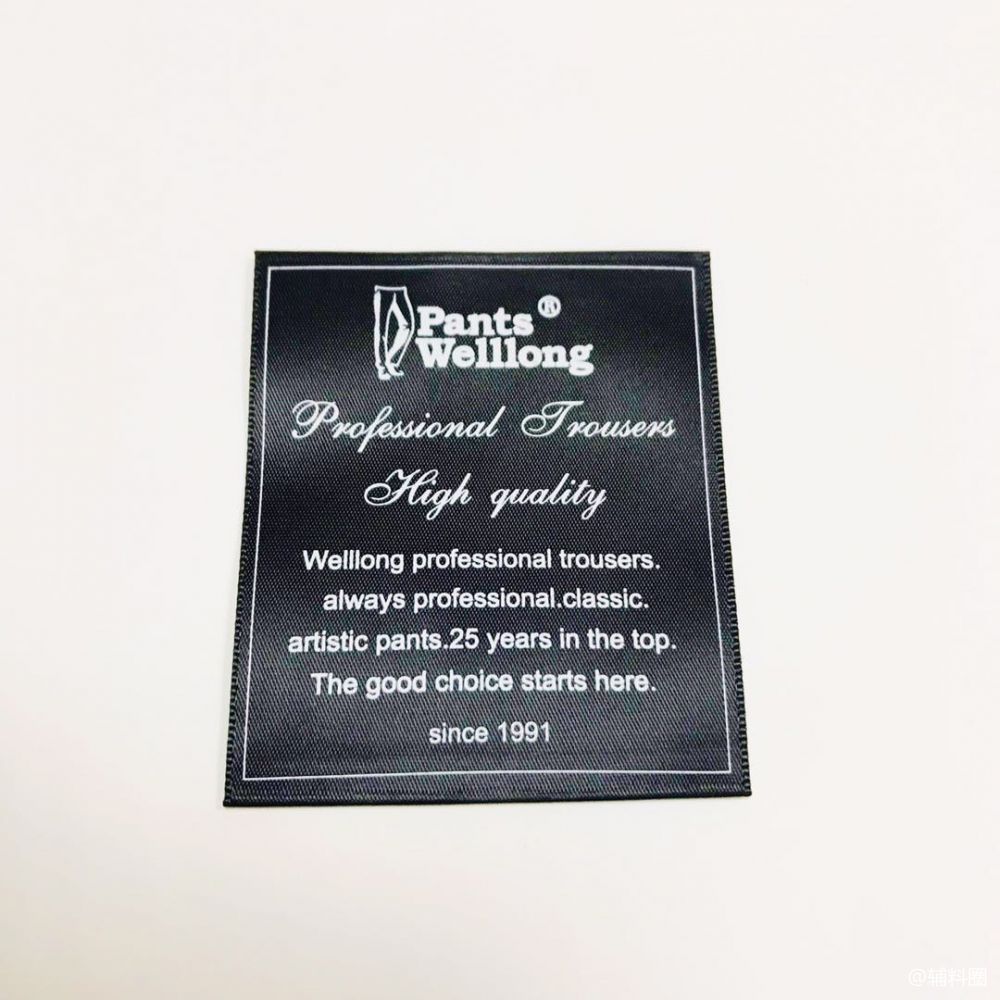 Pants ®
Welllong
Professional Trousers
High quality
Welllong professional trousers.
always professional.classic.
artistic pants.25 years in the top.
The good choice starts here.
since 1991
@辅料圈